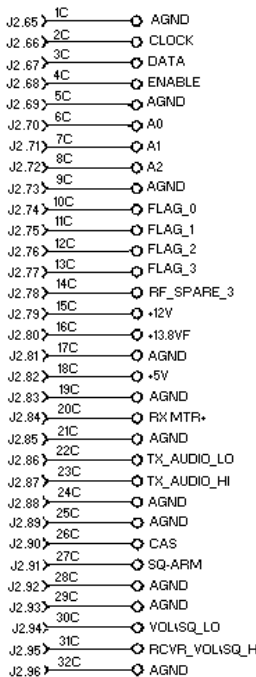 J2.65 1C AGND
J2.66 2C CLOCK
J2.67 3C DATA
J2.68 4C ENABLE
J2.69 5C AGND
J2.70 6C A0
J2.71 7C A1
J2.72 8C A2
J2.73 9C AGND
J2.74 10C FLAG_0
J2.75 11C FLAG_1
J2.76 12C FLAG_2
J2.77 13C FLAG_3
J2.78 14C RF_SPARE_3
J2.79 15C +12V
J2.80 16C +13.8VF
J2.81 17C AGND
J2.82 18C +5V
J2.83 19C AGND
J2.84 20C RX MTR+
J2.85 21C AGND
J2.86 22C TX_AUDIO_LO
J2.87 23C TX_AUDIO_HI
J2.88 24C AGND
J2.89 25C AGND
J2.90 26C CAS
J2.91 27C SQ-ARM
J2.92 28C AGND
J2.93 29C AGND
J2.94 30C VOL\SQ_LO
J2.95 31C RCVR_VOL\SQ_H
J2.96 32C AGND